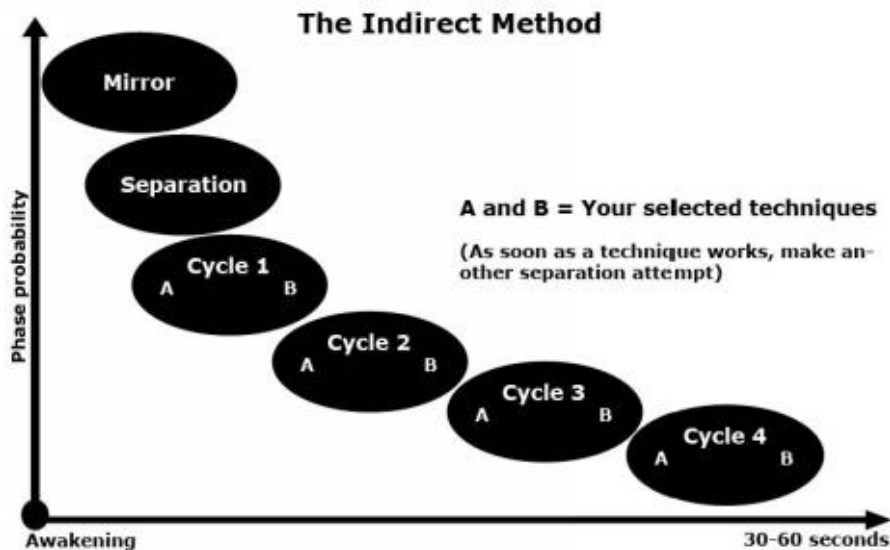 The Indirect Method
Mirror
Separation
Phase probability
A and B = Your selected techniques
(As soon as a technique works, make an-
other separation attempt)
Cycle 1
A B
Cycle 2
A B
Cycle 3
A B
Cycle 4
A B
Awakening
30-60 seconds